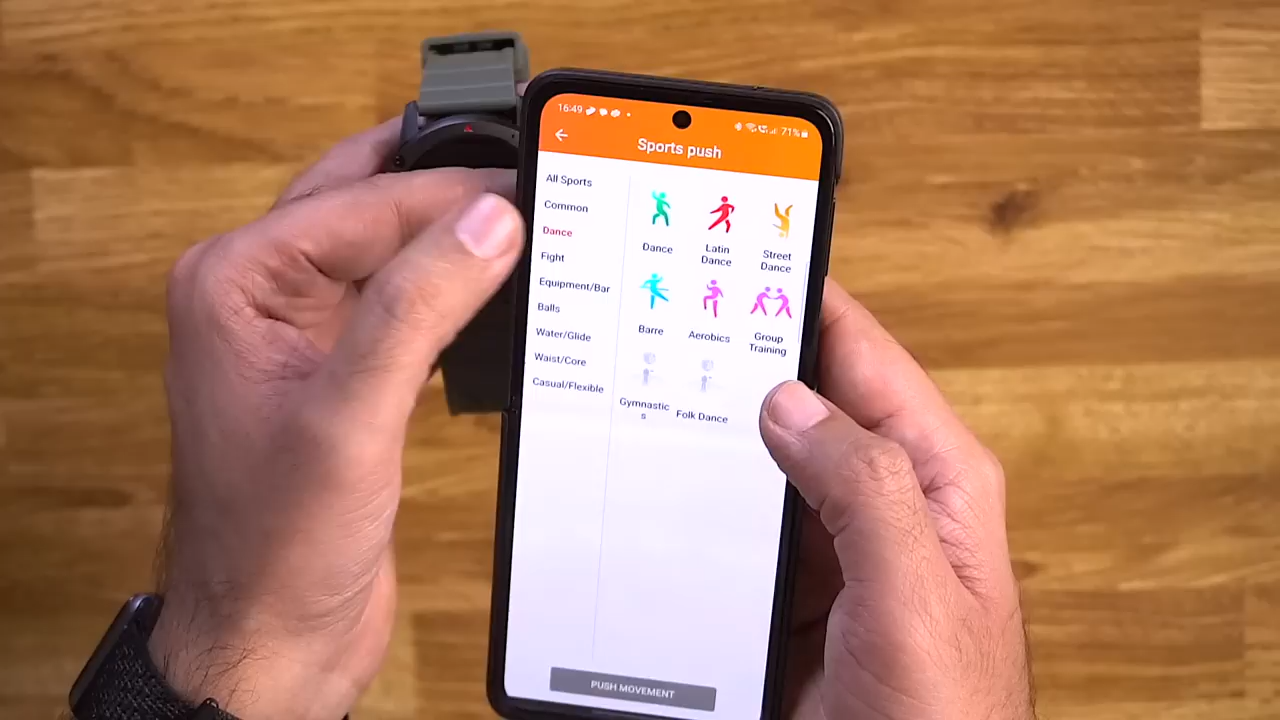 16:49
71%
Sports push
All Sports
Common
Dance
Fight
Equipment/Bar
Balls
Water/Glide
Waist/Core
Casual/Flexible
Dance
Latin
Dance
Street
Dance
Barre
Aerobics
Group
Training
Gymnastic
s
Folk Dance
PUSH MOVEMENT